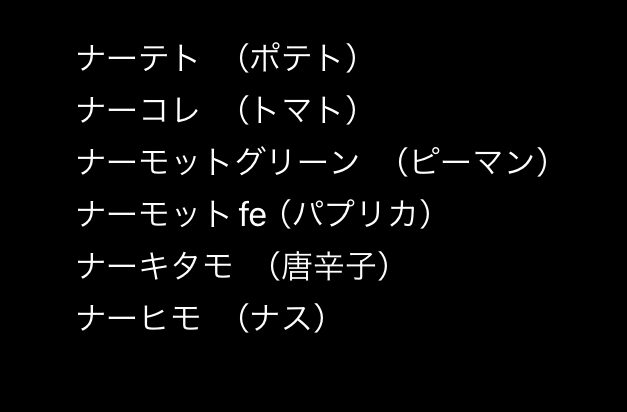 ナーテト （ポテト）
ナーコレ （トマト）
ナーモットグリーン （ピーマン）
ナーモット fe（パプリカ）
ナーキタモ （唐辛子）
ナーヒモ （ナス）